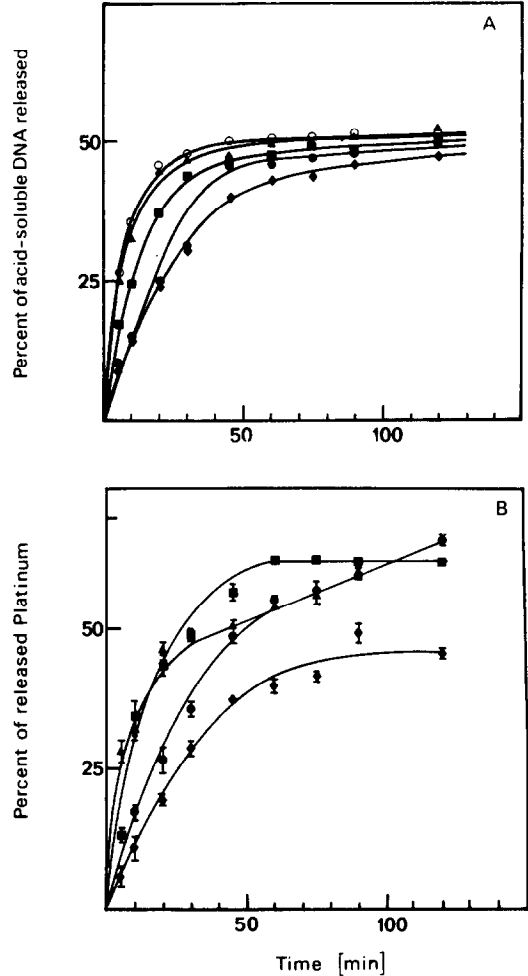 A
Percent of acid-soluble DNA released
50
25
50
100
B
Percent of released Platinum
50
25
50
100
Time [min]